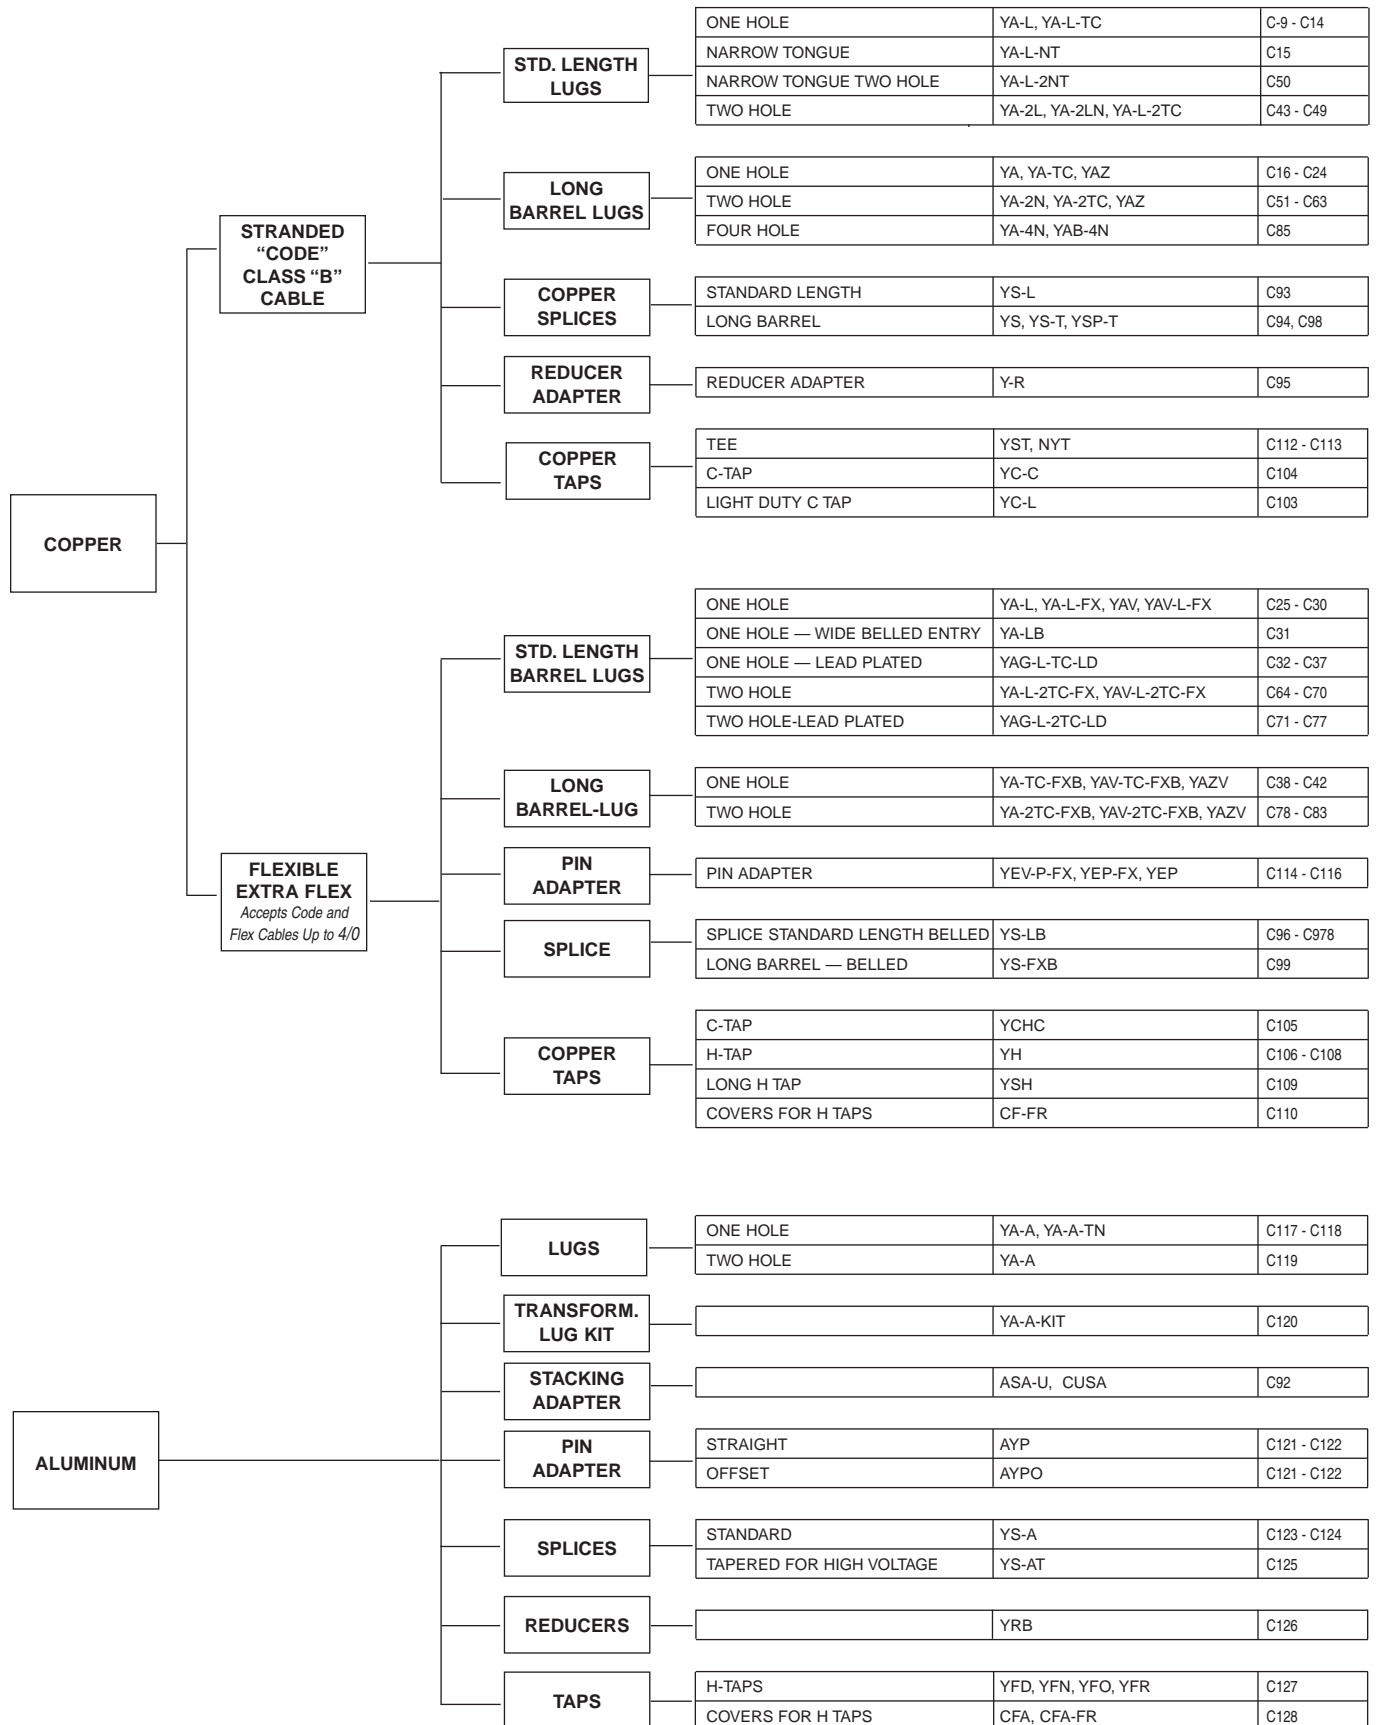 COPPER
STRANDED
“CODE”
CLASS “B”
CABLE
STD. LENGTH
LUGS
ONE HOLE YA-L, YA-L-TC C-9 - C14
NARROW TONGUE YA-L-NT C15
NARROW TONGUE TWO HOLE YA-L-2NT C50
TWO HOLE YA-2L, YA-2LN, YA-L-2TC C43 - C49
LONG
BARREL LUGS
ONE HOLE YA, YA-TC, YAZ C16 - C24
TWO HOLE YA-2N, YA-2TC, YAZ C51 - C63
FOUR HOLE YA-4N, YAB-4N C85
COPPER
SPLICES
STANDARD LENGTH YS-L C93
LONG BARREL YS, YS-T, YSP-T C94, C98
REDUCER
ADAPTER
REDUCER ADAPTER Y-R C95
COPPER
TAPS
TEE YST, NYT C112 - C113
C-TAP YC-C C104
LIGHT DUTY C TAP YC-L C103
FLEXIBLE
EXTRA FLEX
Accepts Code and
Flex Cables Up to 4/0
STD. LENGTH
BARREL LUGS
ONE HOLE YA-L, YA-L-FX, YAV, YAV-L-FX C25 - C30
ONE HOLE — WIDE BELLED ENTRY YA-LB C31
ONE HOLE — LEAD PLATED YAG-L-TC-LD C32 - C37
TWO HOLE YA-L-2TC-FX, YAV-L-2TC-FX C64 - C70
TWO HOLE-LEAD PLATED YAG-L-2TC-LD C71 - C77
LONG
BARREL-LUG
ONE HOLE YA-TC-FXB, YAV-TC-FXB, YAZV C38 - C42
TWO HOLE YA-2TC-FXB, YAV-2TC-FXB, YAZV C78 - C83
PIN
ADAPTER
PIN ADAPTER YEV-P-FX, YEP-FX, YEP C114 - C116
SPLICE
SPLICE STANDARD LENGTH BELLED YS-LB C96 - C978
LONG BARREL — BELLED YS-FXB C99
COPPER
TAPS
C-TAP YCHC C105
H-TAP YH C106 - C108
LONG H TAP YSH C109
COVERS FOR H TAPS CF-FR C110
ALUMINUM
LUGS
ONE HOLE YA-A, YA-A-TN C117 - C118
TWO HOLE YA-A C119
TRANSFORM.
LUG KIT
YA-A-KIT C120
STACKING
ADAPTER
ASA-U, CUSA C92
PIN
ADAPTER
STRAIGHT AYP C121 - C122
OFFSET AYPO C121 - C122
SPLICES
STANDARD YS-A C123 - C124
TAPERED FOR HIGH VOLTAGE YS-AT C125
REDUCERS
YRB C126
TAPS
H-TAPS YFD, YFN, YFO, YFR C127
COVERS FOR H TAPS CFA, CFA-FR C128